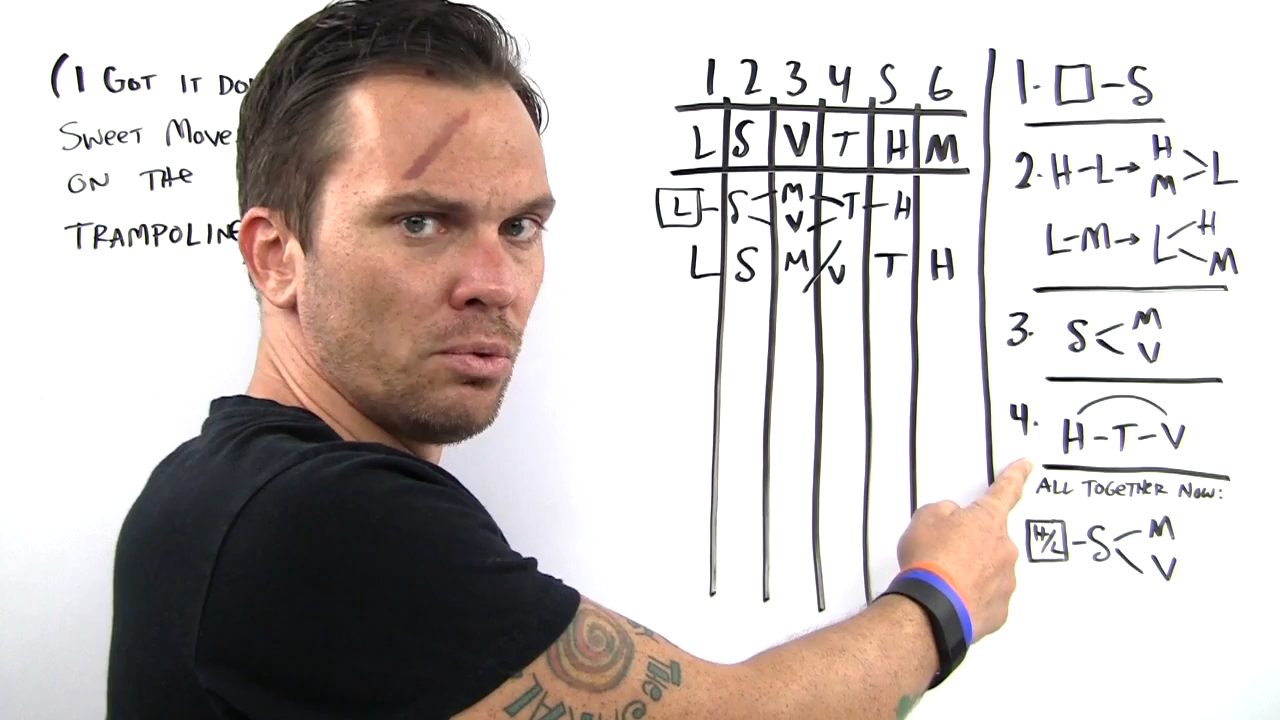 (I GOT IT DO
SWEET MOVE
ON THE
TRAMPOLINE
1 2 3 4 5 6
L S V T H M
L - S < M V > T - H
L S M/V T H
1. □ - S
2. H - L → H M > L
L - M → L < H M
3. S < M V
4. H - T - V
ALL TOGETHER NOW:
H/L - S < M V
THE